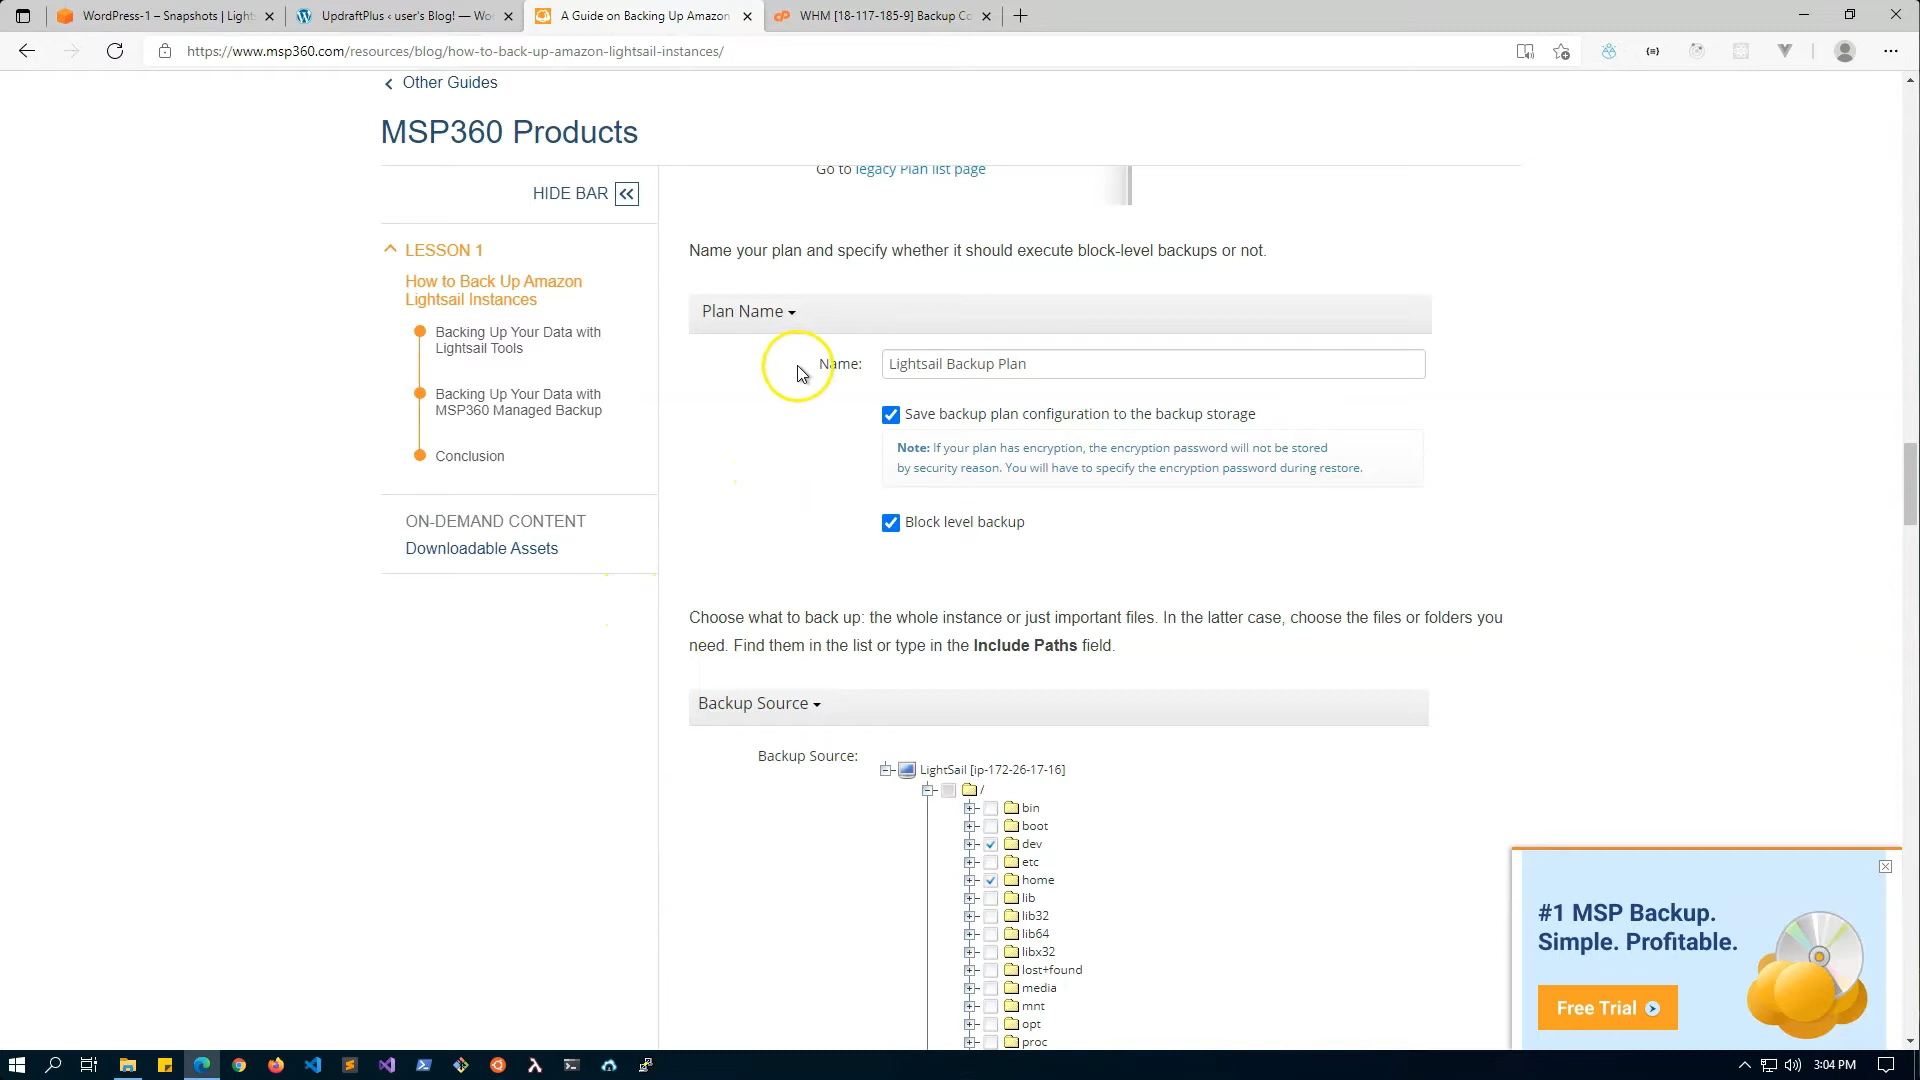 WordPress-1 – Snapshots | Light
UpdraftPlus ‹ user's Blog! — Wo
A Guide on Backing Up Amazon
WHM [18-117-185-9] Backup Co
https://www.msp360.com/resources/blog/how-to-back-up-amazon-lightsail-instances/
Other Guides
MSP360 Products
HIDE BAR
LESSON 1
How to Back Up Amazon
Lightsail Instances
Backing Up Your Data with
Lightsail Tools
Backing Up Your Data with
MSP360 Managed Backup
Conclusion
ON-DEMAND CONTENT
Downloadable Assets
Go to legacy Plan list page
Name your plan and specify whether it should execute block-level backups or not.
Plan Name
Name: Lightsail Backup Plan
Save backup plan configuration to the backup storage
Note: If your plan has encryption, the encryption password will not be stored
by security reason. You will have to specify the encryption password during restore.
Block level backup
Choose what to back up: the whole instance or just important files. In the latter case, choose the files or folders you
need. Find them in the list or type in the Include Paths field.
Backup Source
Backup Source:
LightSail [ip-172-26-17-16]
/
bin
boot
dev
etc
home
lib
lib32
lib64
libx32
lost+found
media
mnt
opt
proc
#1 MSP Backup.
Simple. Profitable.
Free Trial
3:04 PM